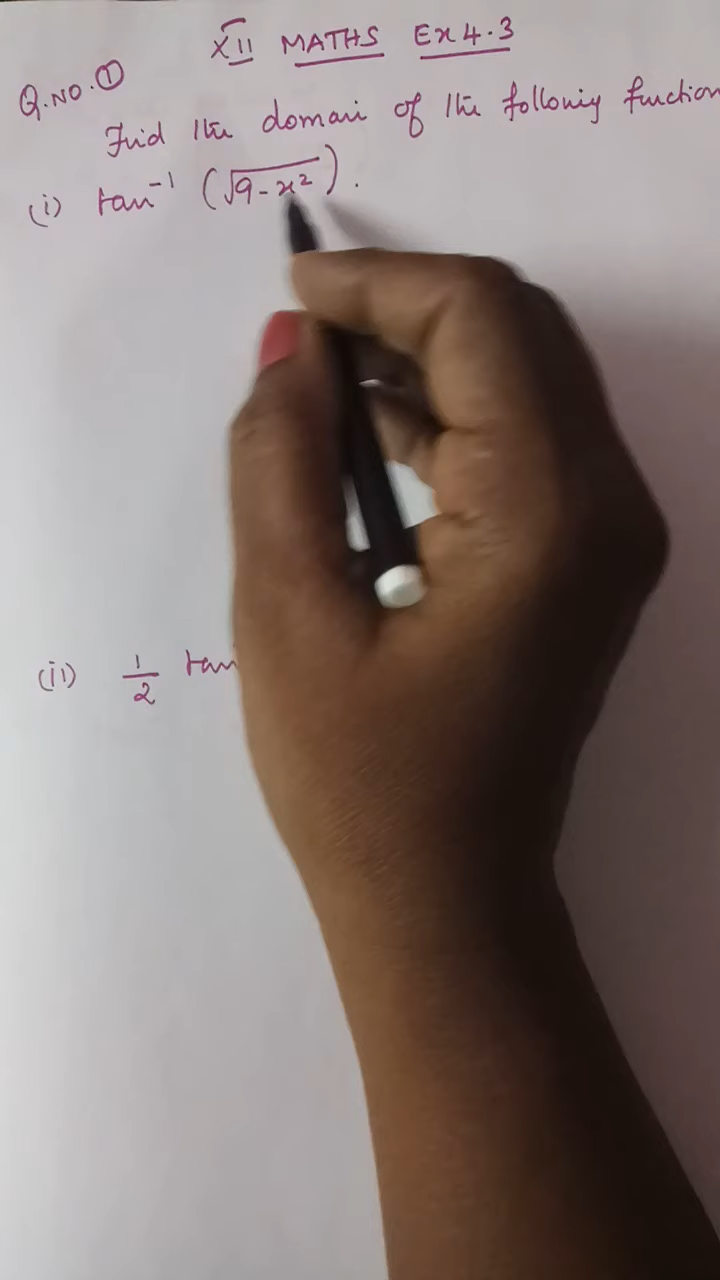 XII MATHS Ex 4.3
Q.NO.①
Find the domain of the following function
(i) tan⁻¹ (√9-x²).
(ii) 1/2 tan